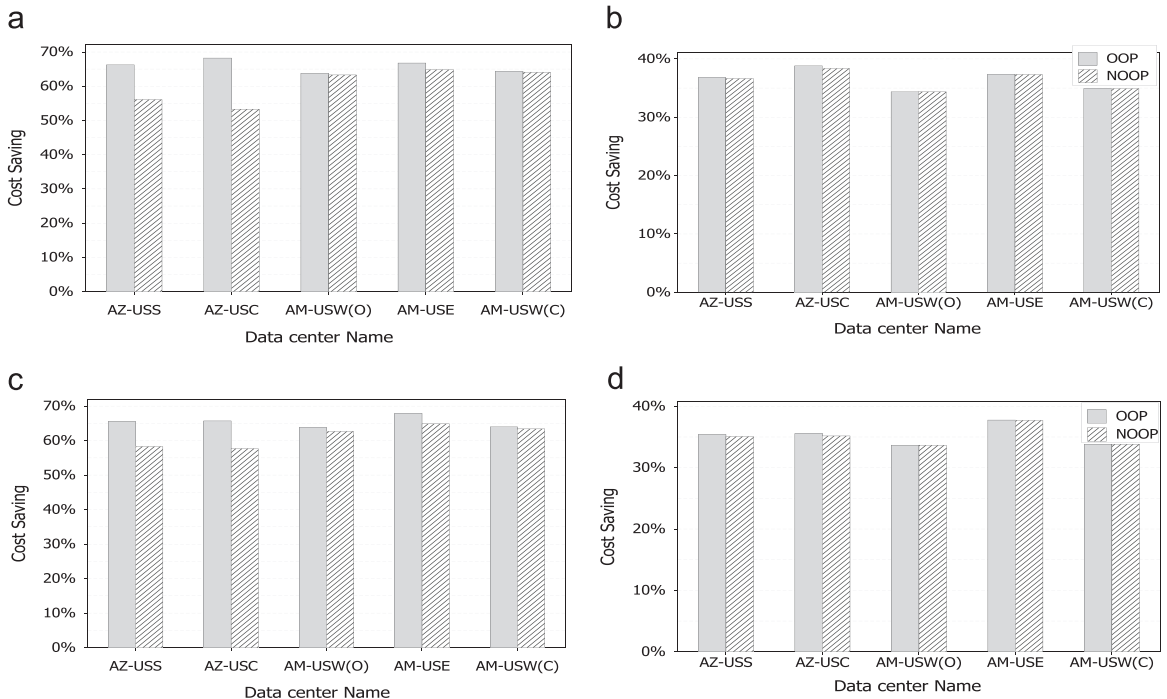 a
70%
60%
50%
40%
30%
20%
10%
0%
Cost Saving
AZ-USS AZ-USC AM-USW(O) AM-USE AM-USW(C)
Data center Name
b
40%
30%
20%
10%
0%
Cost Saving
OOP
NOOP
AZ-USS AZ-USC AM-USW(O) AM-USE AM-USW(C)
Data center Name
c
70%
60%
50%
40%
30%
20%
10%
0%
Cost Saving
AZ-USS AZ-USC AM-USW(O) AM-USE AM-USW(C)
Data center Name
d
40%
30%
20%
10%
0%
Cost Saving
OOP
NOOP
AZ-USS AZ-USC AM-USW(O) AM-USE AM-USW(C)
Data center Name